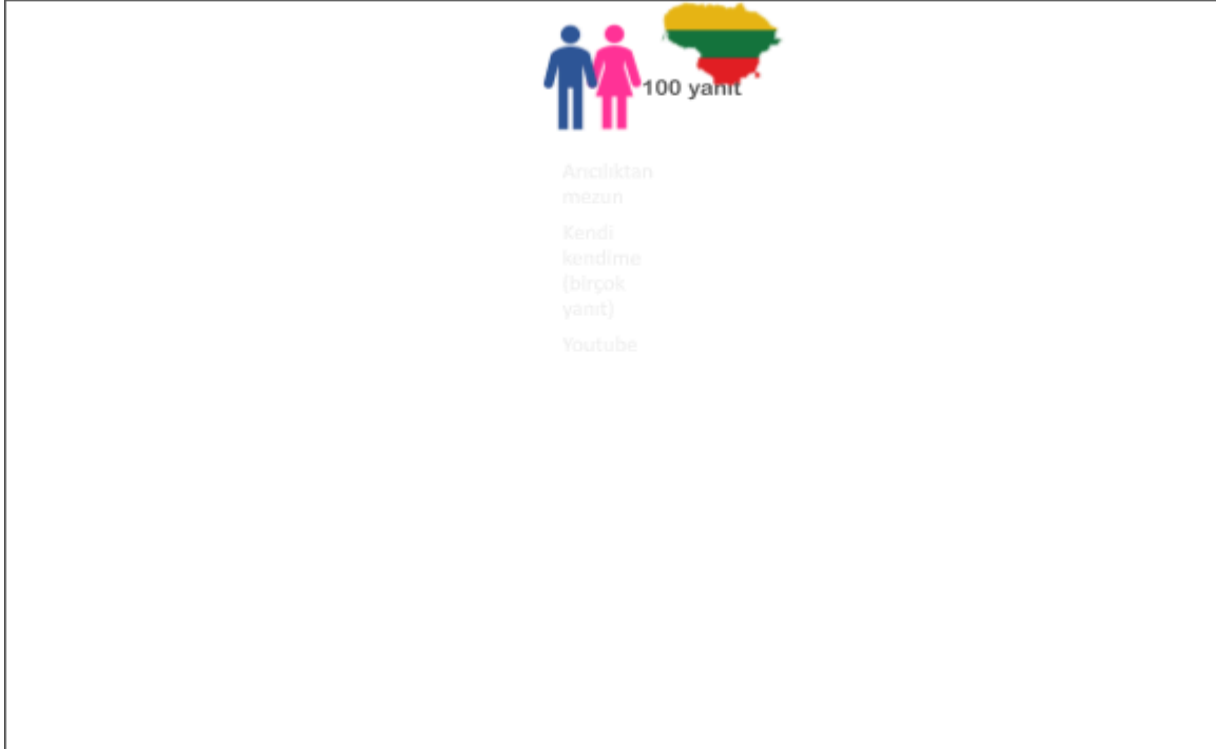 100 yanıt
Arıcılıktan
mezun
Kendi
kendime
(birçok
yanıt)
Youtube